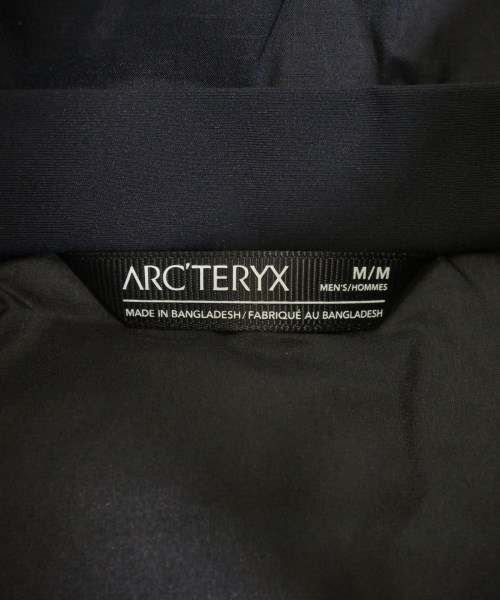 ARC'TERYX M/M
MEN'S/HOMMES
MADE IN BANGLADESH/FABRIQUÉ AU BANGLADESH